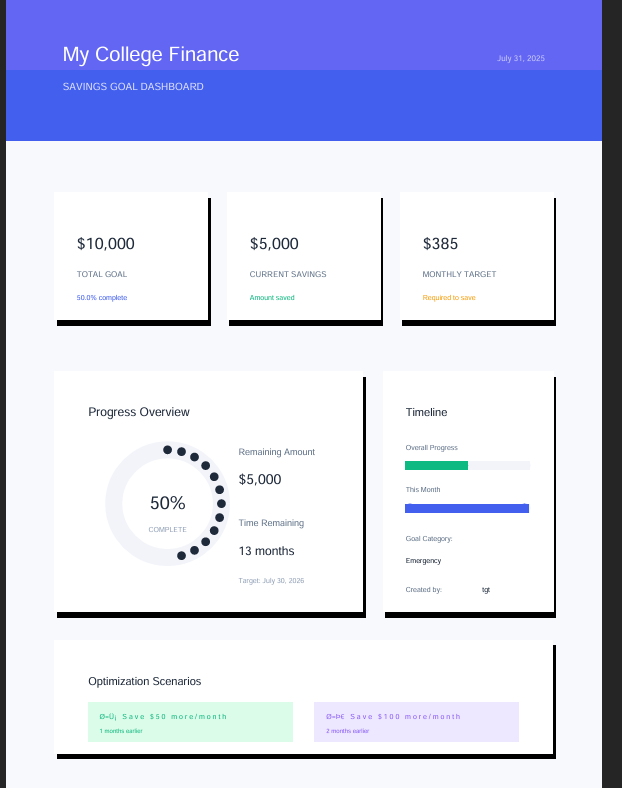 My College Finance
July 31, 2025
SAVINGS GOAL DASHBOARD
$10,000
TOTAL GOAL
50.0% complete
$5,000
CURRENT SAVINGS
Amount saved
$385
MONTHLY TARGET
Required to save
Progress Overview
50%
COMPLETE
Remaining Amount
$5,000
Time Remaining
13 months
Target: July 30, 2026
Timeline
Overall Progress
This Month
Goal Category:
Emergency
Created by: tgt
Optimization Scenarios
Save $50 more/month
1 months earlier
Save $100 more/month
2 months earlier